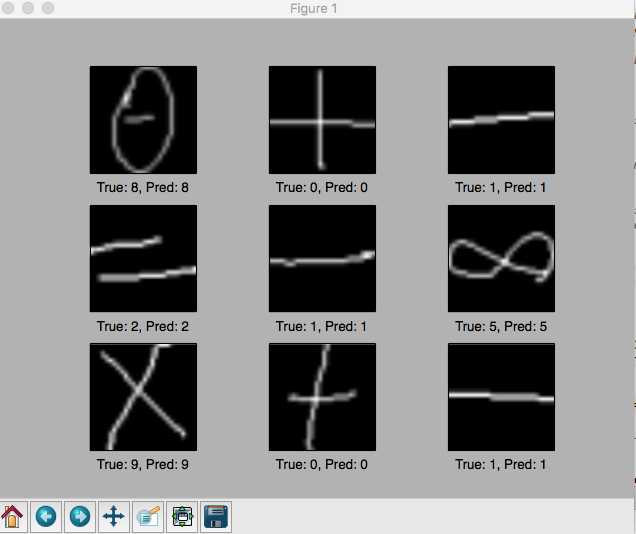 Figure 1
True: 8, Pred: 8
True: 0, Pred: 0
True: 1, Pred: 1
True: 2, Pred: 2
True: 1, Pred: 1
True: 5, Pred: 5
True: 9, Pred: 9
True: 0, Pred: 0
True: 1, Pred: 1